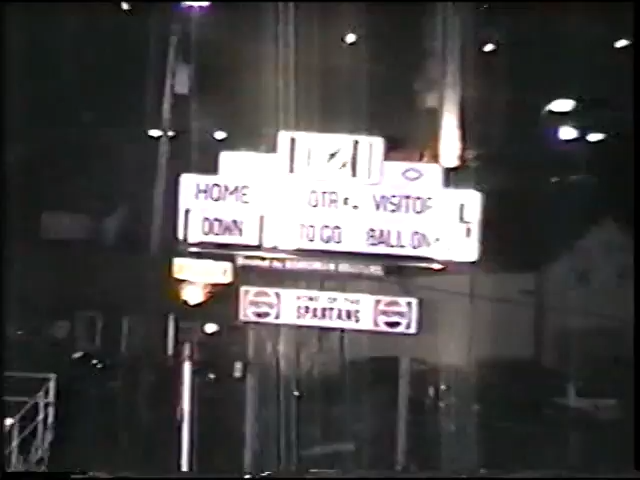 HOME QTR VISITOR
DOWN TO GO BALL ON
HOME OF THE
SPARTANS